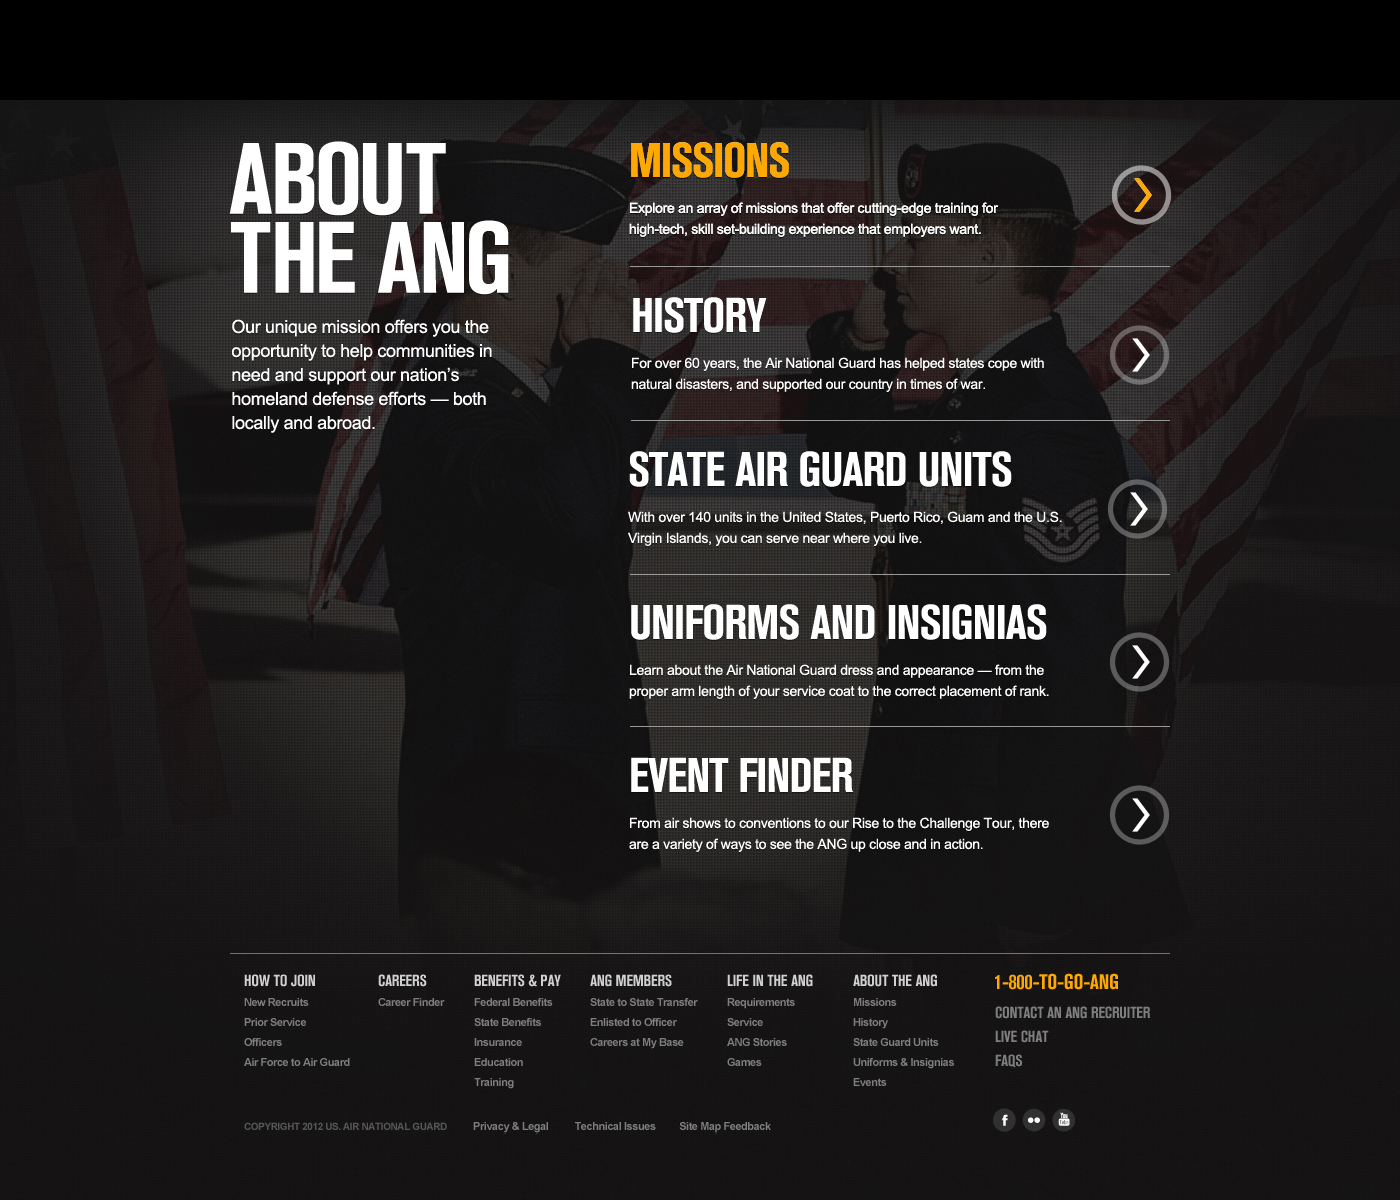 ABOUT
THE ANG
Our unique mission offers you the
opportunity to help communities in
need and support our nation's
homeland defense efforts — both
locally and abroad.
MISSIONS
Explore an array of missions that offer cutting-edge training for
high-tech, skill set-building experience that employers want.
HISTORY
For over 60 years, the Air National Guard has helped states cope with
natural disasters, and supported our country in times of war.
STATE AIR GUARD UNITS
With over 140 units in the United States, Puerto Rico, Guam and the U.S.
Virgin Islands, you can serve near where you live.
UNIFORMS AND INSIGNIAS
Learn about the Air National Guard dress and appearance — from the
proper arm length of your service coat to the correct placement of rank.
EVENT FINDER
From air shows to conventions to our Rise to the Challenge Tour, there
are a variety of ways to see the ANG up close and in action.
HOW TO JOIN
New Recruits
Prior Service
Officers
Air Force to Air Guard
CAREERS
Career Finder
BENEFITS & PAY
Federal Benefits
State Benefits
Insurance
Education
Training
ANG MEMBERS
State to State Transfer
Enlisted to Officer
Careers at My Base
LIFE IN THE ANG
Requirements
Service
ANG Stories
Games
ABOUT THE ANG
Missions
History
State Guard Units
Uniforms & Insignias
Events
1-800-TO-GO-ANG
CONTACT AN ANG RECRUITER
LIVE CHAT
FAQS
COPYRIGHT 2012 US. AIR NATIONAL GUARD
Privacy & Legal
Technical Issues
Site Map Feedback
f
You
Tube